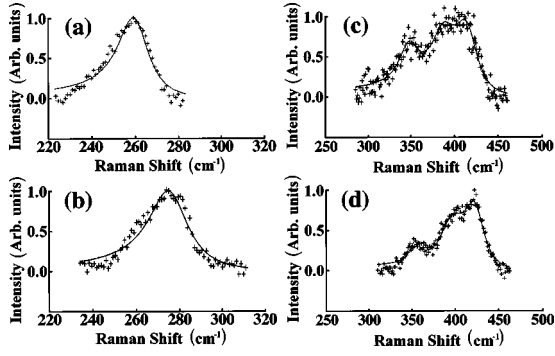 (a)
Intensity (Arb. units)
1.0
0.5
0.0
220 240 260 280 300 320
Raman Shift (cm-1)
(c)
Intensity (Arb. units)
1.0
0.5
0.0
250 300 350 400 450 500
Raman Shift (cm-1)
(b)
Intensity (Arb. units)
1.0
0.5
0.0
220 240 260 280 300 320
Raman Shift (cm-1)
(d)
Intensity (Arb. units)
1.0
0.5
0.0
250 300 350 400 450 500
Raman Shift (cm-1)